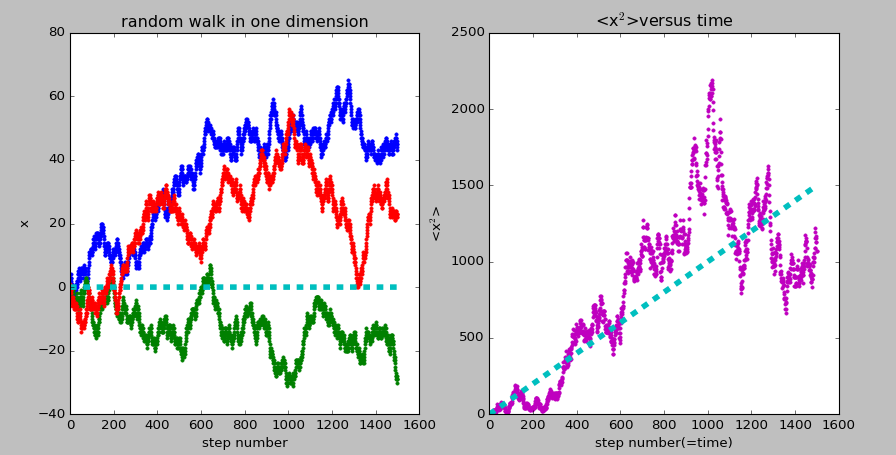 random walk in one dimension
80
60
40
20
0
−20
−40
x
0 200 400 600 800 1000 1200 1400 1600
step number
<x²>versus time
2500
2000
1500
1000
500
0
<x²>
0 200 400 600 800 1000 1200 1400 1600
step number(=time)